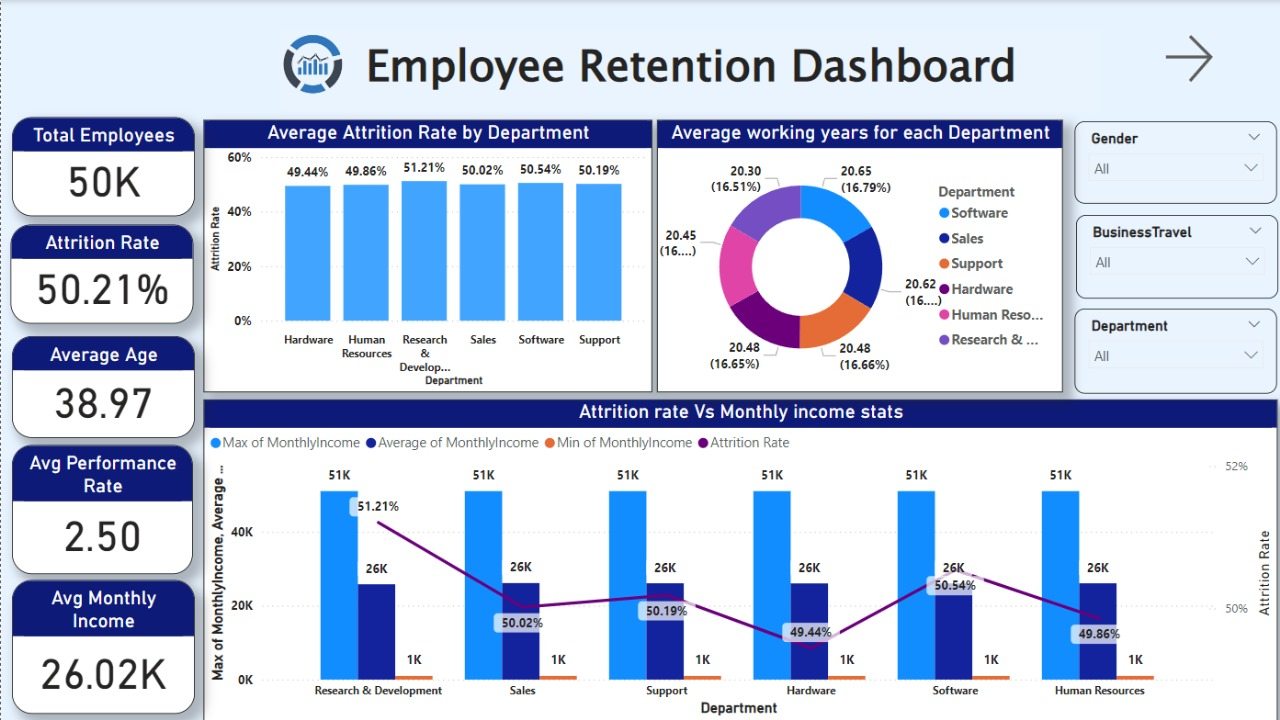 Employee Retention Dashboard
Total Employees
50K
Attrition Rate
50.21%
Average Age
38.97
Avg Performance
Rate
2.50
Avg Monthly
Income
26.02K
Average Attrition Rate by Department
Attrition Rate
60%
40%
20%
0%
49.44%
49.86%
51.21%
50.02%
50.54%
50.19%
Hardware
Human
Resources
Research
&
Develop...
Sales
Software
Support
Department
Average working years for each Department
20.30
(16.51%)
20.65
(16.79%)
20.45
(16....)
20.62
(16....)
20.48
(16.65%)
20.48
(16.66%)
Department
Software
Sales
Support
Hardware
Human Reso...
Research & ...
Gender
All
BusinessTravel
All
Department
All
Attrition rate Vs Monthly income stats
Max of MonthlyIncome Average of MonthlyIncome Min of MonthlyIncome Attrition Rate
Max of MonthlyIncome, Average ...
40K
20K
0K
51K
51K
51K
51K
51K
51K
26K
26K
26K
26K
26K
26K
1K
1K
1K
1K
1K
1K
51.21%
50.02%
50.19%
49.44%
50.54%
49.86%
52%
50%
Attrition Rate
Research & Development
Sales
Support
Hardware
Software
Human Resources
Department